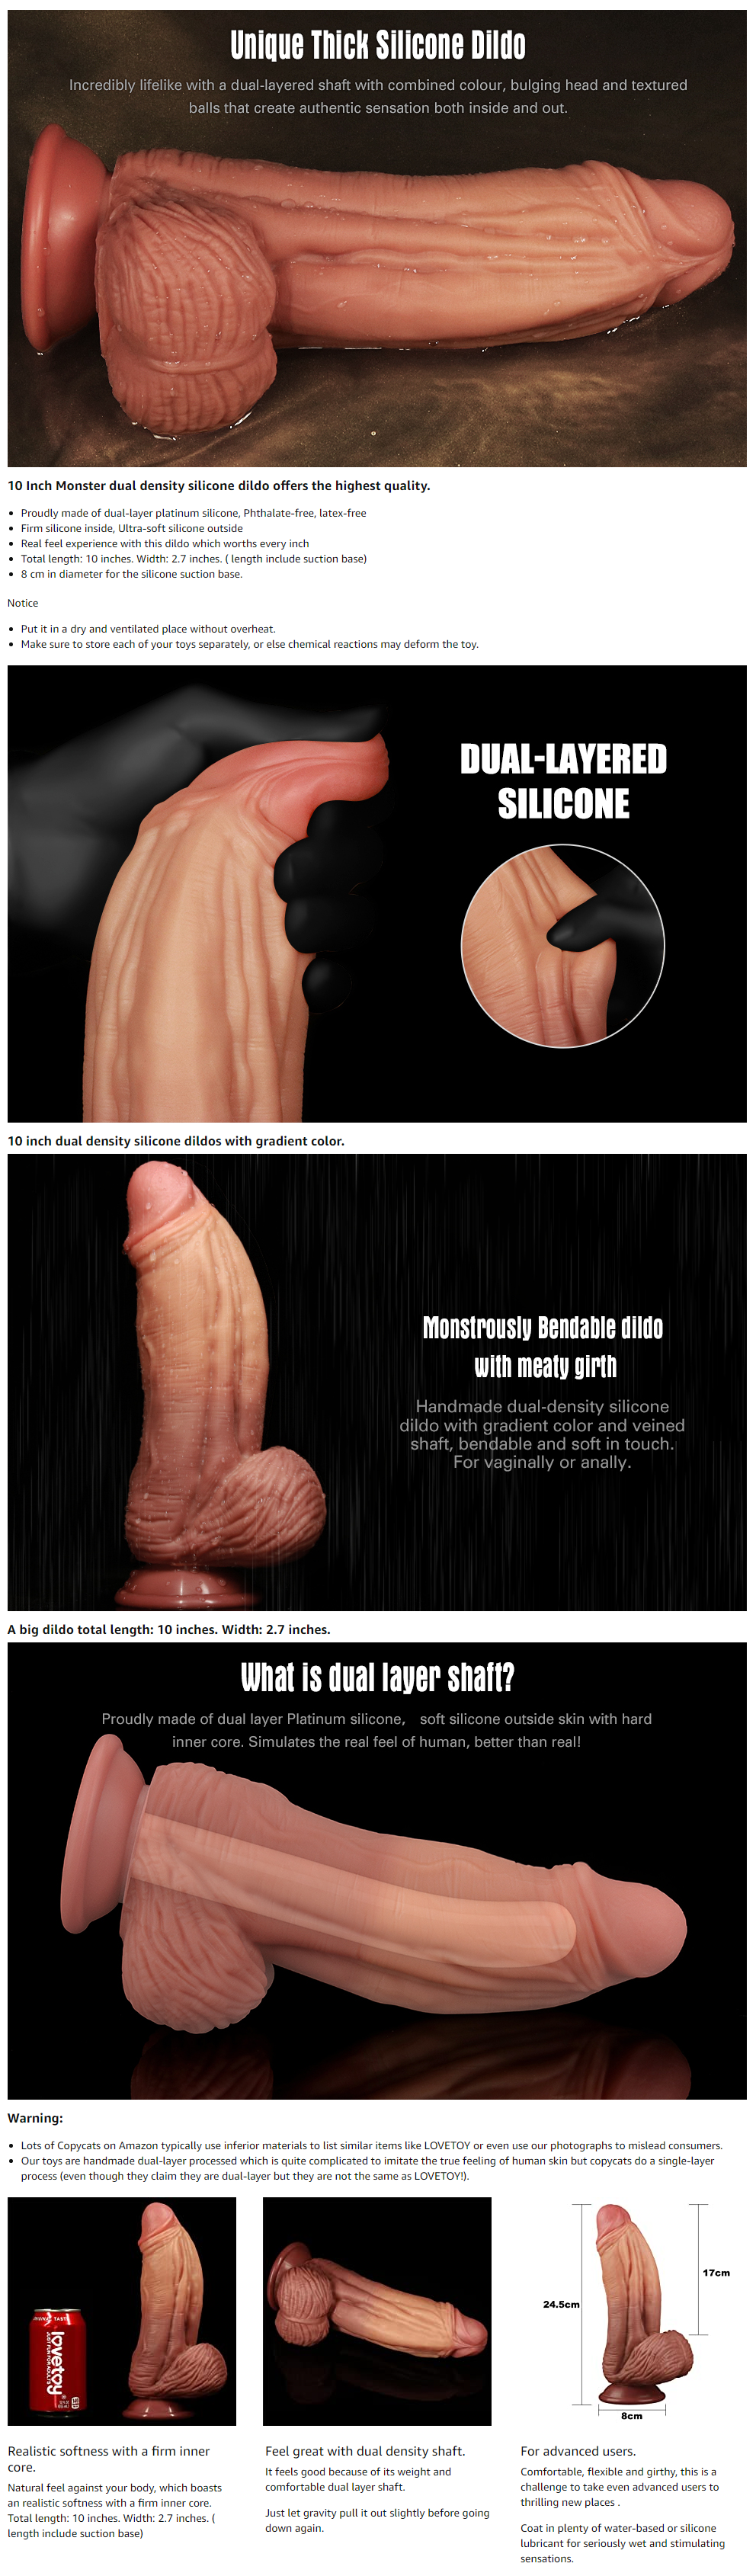 Unique Thick Silicone Dildo
Incredibly lifelike with a dual-layered shaft with combined colour, bulging head and textured
balls that create authentic sensation both inside and out.
10 Inch Monster dual density silicone dildo offers the highest quality.
Proudly made of dual-layer platinum silicone, Phthalate-free, latex-free
Firm silicone inside, Ultra-soft silicone outside
Real feel experience with this dildo which worths every inch
Total length: 10 inches. Width: 2.7 inches. ( length include suction base)
8 cm in diameter for the silicone suction base.
Notice
Put it in a dry and ventilated place without overheat.
Make sure to store each of your toys separately, or else chemical reactions may deform the toy.
DUAL-LAYERED
SILICONE
10 inch dual density silicone dildos with gradient color.
Monstrously Bendable dildo
with meaty girth
Handmade dual-density silicone
dildo with gradient color and veined
shaft, bendable and soft in touch.
For vaginally or anally.
A big dildo total length: 10 inches. Width: 2.7 inches.
What is dual layer shaft?
Proudly made of dual layer Platinum silicone, soft silicone outside skin with hard
inner core. Simulates the real feel of human, better than real!
Warning:
Lots of Copycats on Amazon typically use inferior materials to list similar items like LOVETOY or even use our photographs to mislead consumers.
Our toys are handmade dual-layer processed which is quite complicated to imitate the true feeling of human skin but copycats do a single-layer
process (even though they claim they are dual-layer but they are not the same as LOVETOY!).
lovetoy
24.5cm
17cm
8cm
Realistic softness with a firm inner
core.
Natural feel against your body, which boasts
an realistic softness with a firm inner core.
Total length: 10 inches. Width: 2.7 inches. (
length include suction base)
Feel great with dual density shaft.
It feels good because of its weight and
comfortable dual layer shaft.
Just let gravity pull it out slightly before going
down again.
For advanced users.
Comfortable, flexible and girthy, this is a
challenge to take even advanced users to
thrilling new places .
Coat in plenty of water-based or silicone
lubricant for seriously wet and stimulating
sensations.